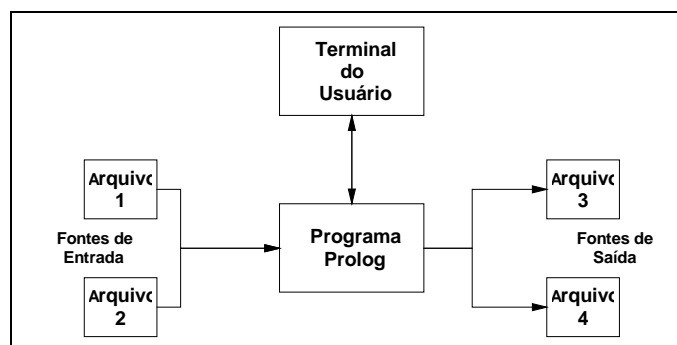 Terminal
do
Usuário
Arquivo
1
Arquivo
3
Fontes de
Entrada
Programa
Prolog
Fontes de
Saída
Arquivo
2
Arquivo
4